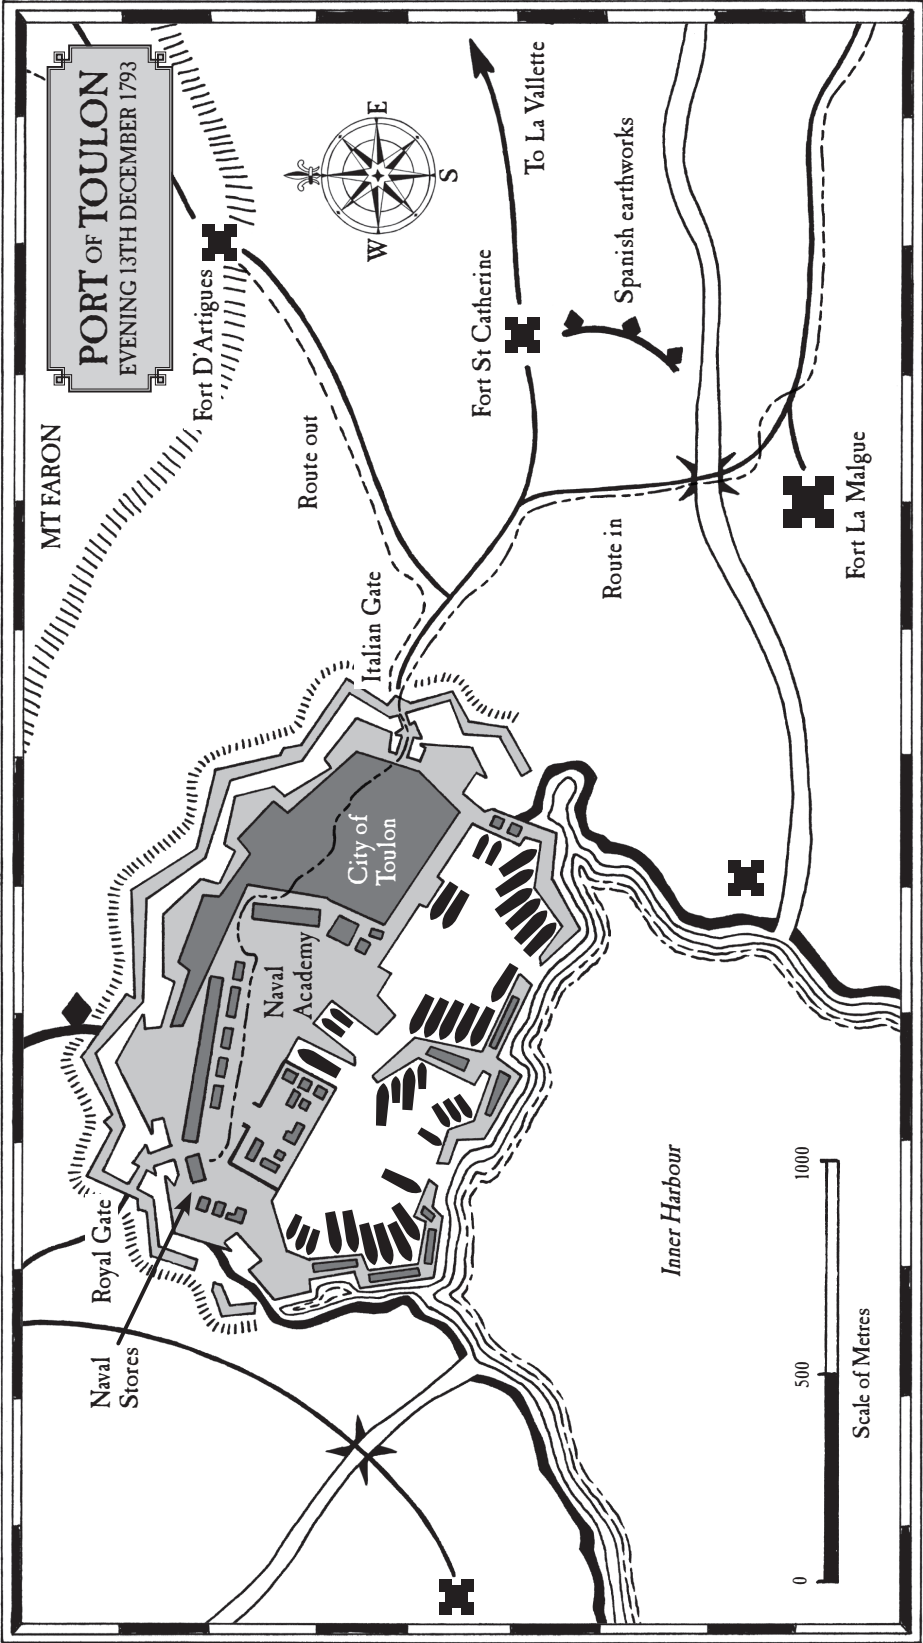 PORT OF TOULON
EVENING 13TH DECEMBER 1793
MT FARON
Fort D'Artigues
Route out
E
S
W
To La Vallette
Fort St Catherine
Spanish earthworks
Italian Gate
Route in
Fort La Malgue
City of
Toulon
Naval
Academy
Royal Gate
Naval
Stores
Inner Harbour
0
500
1000
Scale of Metres